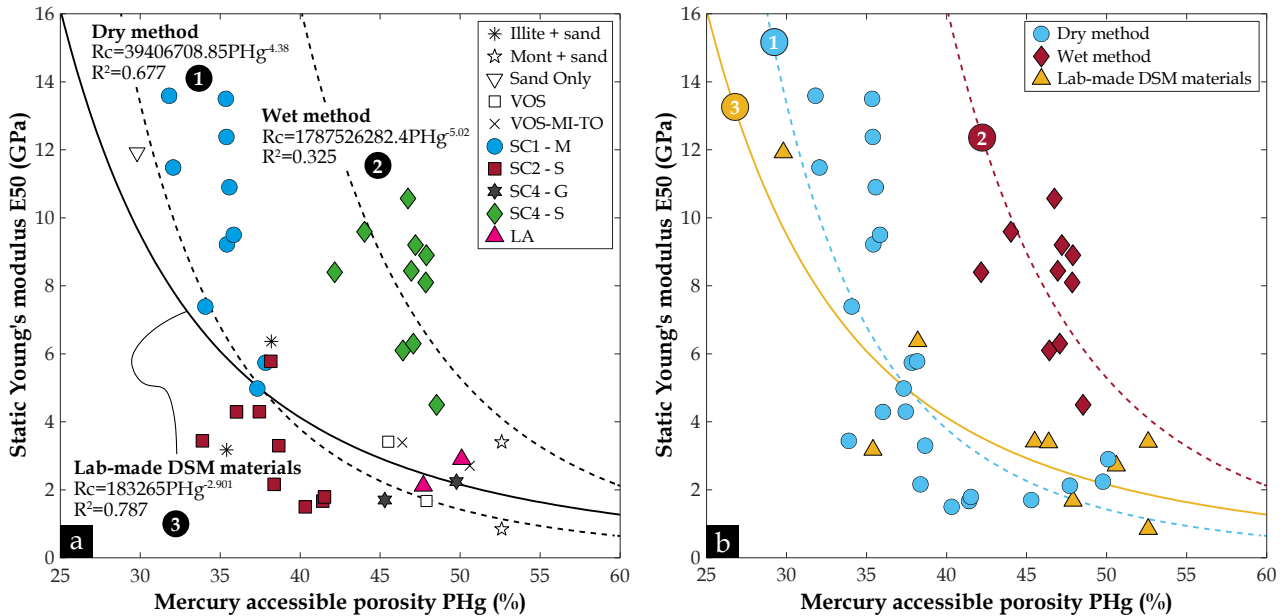 Dry method
Rc=39406708.85PHg^-4.38
R²=0.677
1
Wet method
Rc=1787526282.4PHg^-5.02
R²=0.325
2
Lab-made DSM materials
Rc=183265PHg^-2.901
R²=0.787
3
Illite + sand
Mont + sand
Sand Only
VOS
VOS-MI-TO
SC1 - M
SC2 - S
SC4 - G
SC4 - S
LA
Static Young's modulus E50 (GPa)
16
14
12
10
8
6
4
2
0
25 30 35 40 45 50 55 60
Mercury accessible porosity PHg (%)
a
Dry method
Wet method
Lab-made DSM materials
1
2
3
Static Young's modulus E50 (GPa)
16
14
12
10
8
6
4
2
0
25 30 35 40 45 50 55 60
Mercury accessible porosity PHg (%)
b